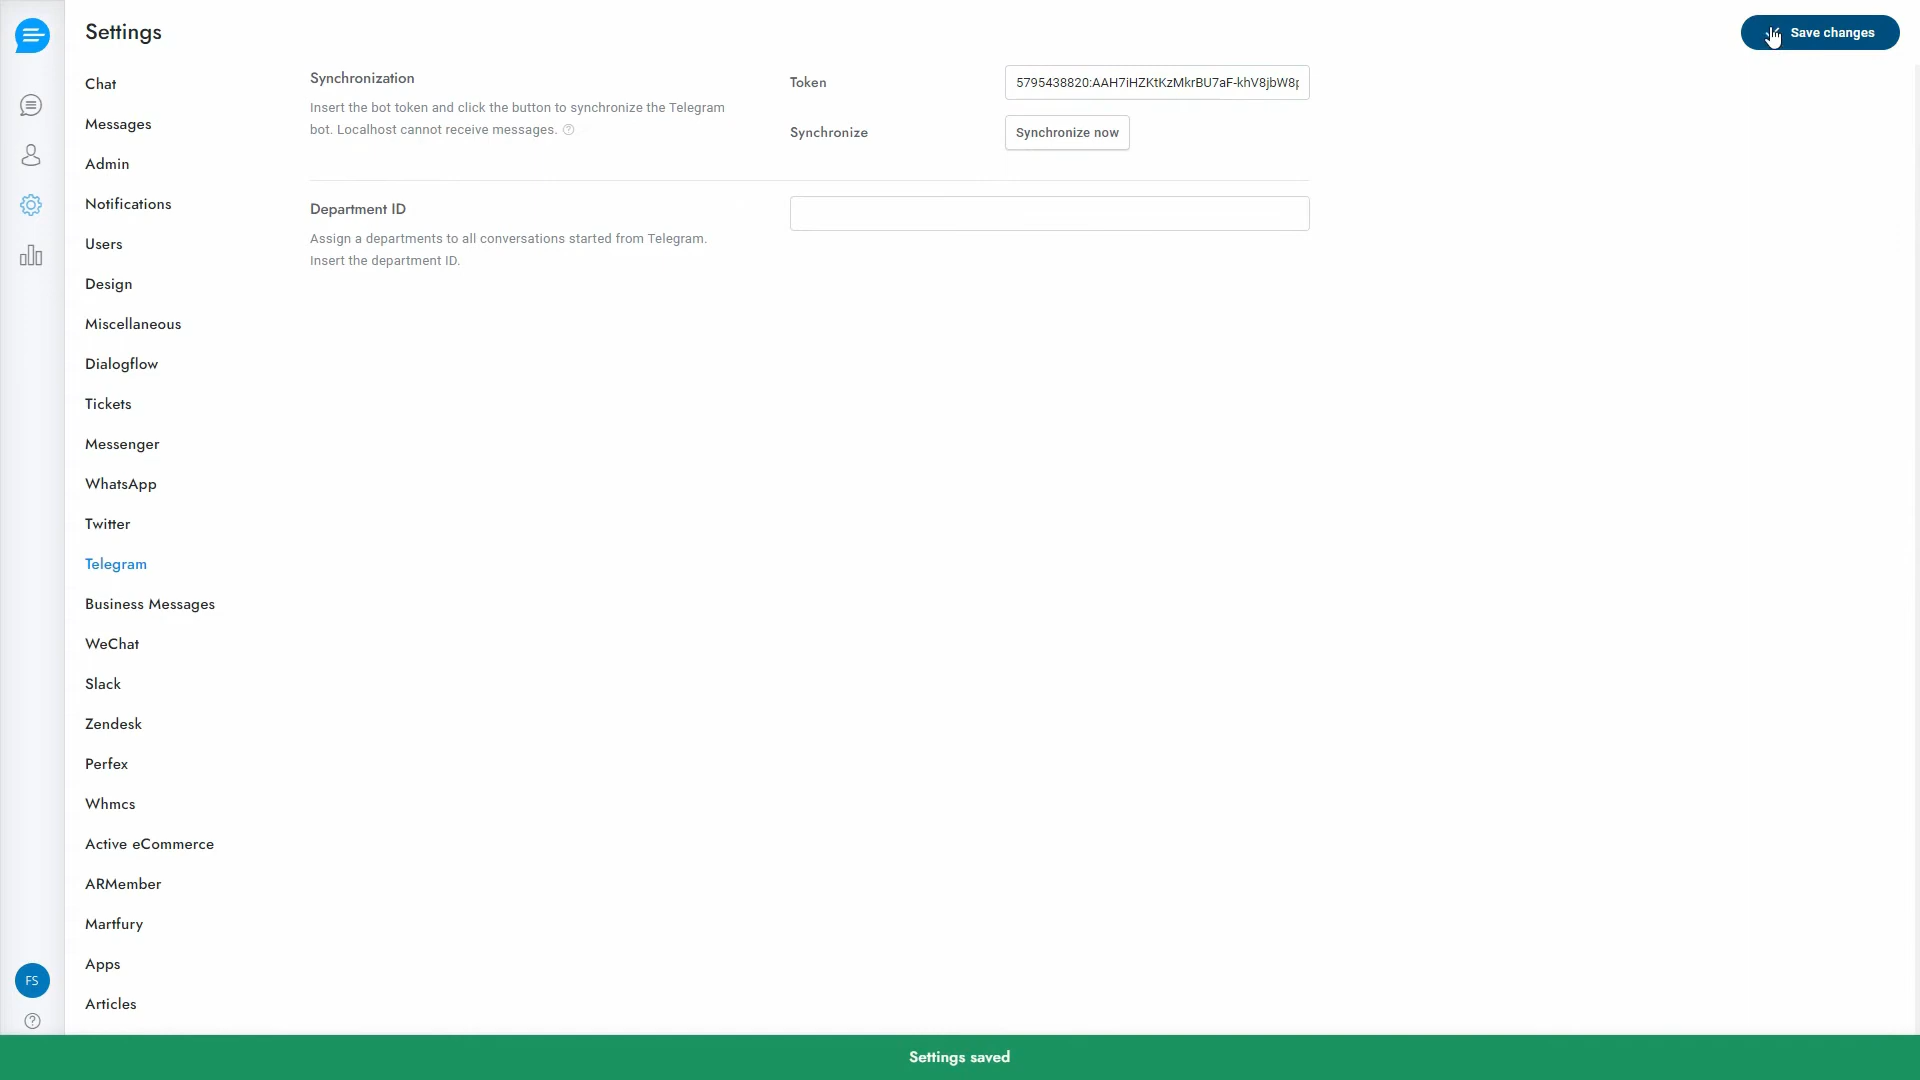 Settings
Save changes
Chat
Messages
Admin
Notifications
Users
Design
Miscellaneous
Dialogflow
Tickets
Messenger
WhatsApp
Twitter
Telegram
Business Messages
WeChat
Slack
Zendesk
Perfex
Whmcs
Active eCommerce
ARMember
Martfury
Apps
Articles
FS
Synchronization
Insert the bot token and click the button to synchronize the Telegram
bot. Localhost cannot receive messages.
Token
5795438820:AAH7iHZKtKzMkrBU7aF-khV8jbW8p
Synchronize
Synchronize now
Department ID
Assign a departments to all conversations started from Telegram.
Insert the department ID.
Settings saved